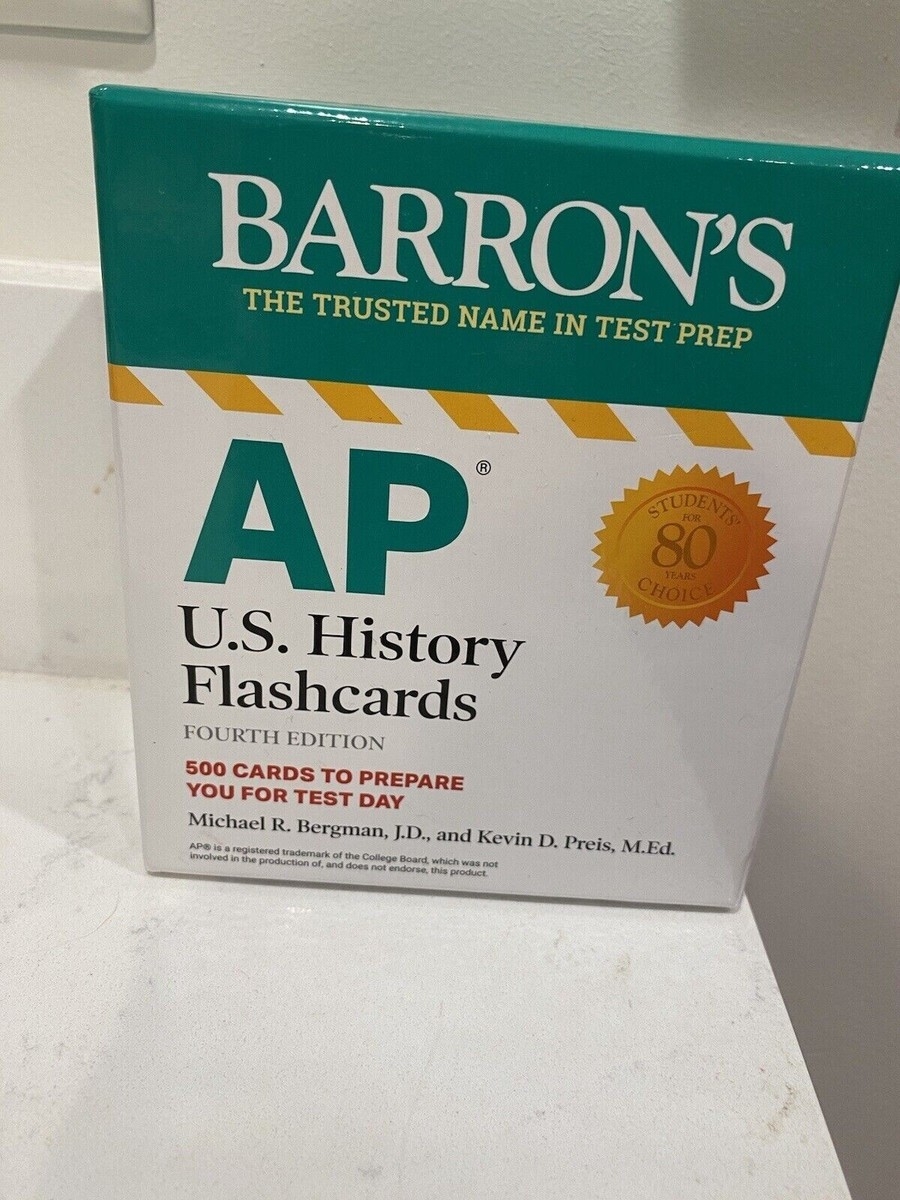 BARRON'S
THE TRUSTED NAME IN TEST PREP
AP®
STUDENTS'
FOR
80
YEARS
CHOICE
U.S. History
Flashcards
FOURTH EDITION
500 CARDS TO PREPARE
YOU FOR TEST DAY
Michael R. Bergman, J.D., and Kevin D. Preis, M.Ed.
AP® is a registered trademark of the College Board, which was not
involved in the production of, and does not endorse, this product.